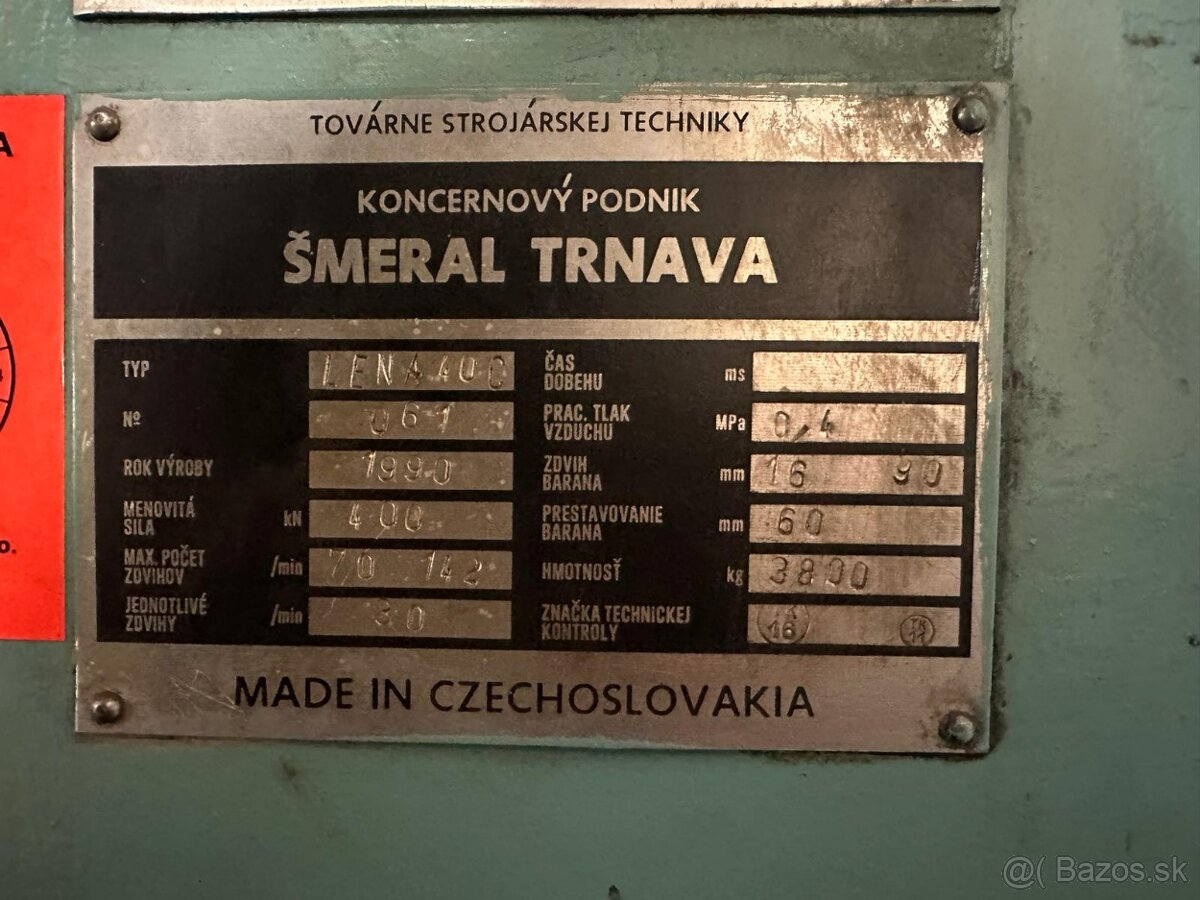 A
TOVÁRNE STROJÁRSKEJ TECHNIKY
KONCERNOVÝ PODNIK
ŠMERAL TRNAVA
TYP LENA40C
Nº 061
ROK VÝROBY 1990
MENOVITÁ SILA kN 400
MAX. POČET ZDVIHOV /min 70 142
JEDNOTLIVÉ ZDVIHY /min 30
ČAS DOBEHU ms
PRAC. TLAK VZDUCHU MPa 0,4
ZDVIH BARANA mm 16 90
PRESTAVOVANIE BARANA mm 60
HMOTNOSŤ kg 3800
ZNAČKA TECHNICKEJ KONTROLY 16 TK 11
MADE IN CZECHOSLOVAKIA
o.
@( Bazos.sk